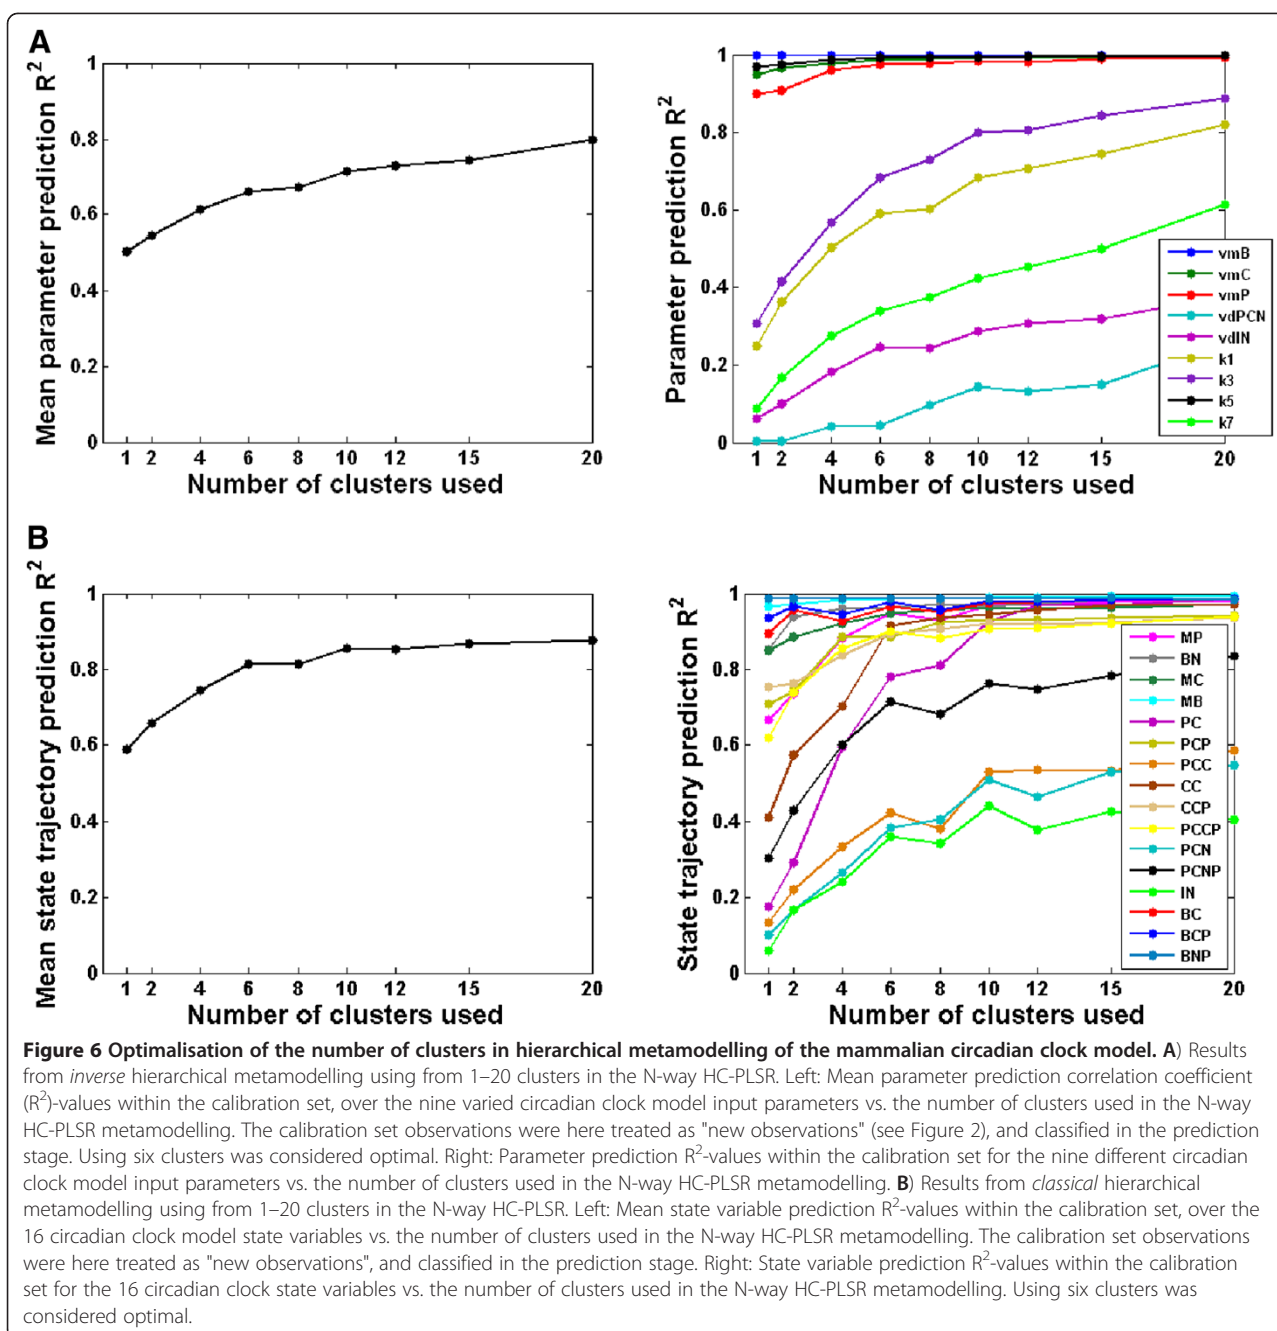 A
Mean parameter prediction R²
1
0.8
0.6
0.4
0.2
0
1 2 4 6 8 10 12 15 20
Number of clusters used
Parameter prediction R²
1
0.8
0.6
0.4
0.2
0
1 2 4 6 8 10 12 15 20
Number of clusters used
vmB
vmC
vmP
vdPCN
vdIN
k1
k3
k5
k7
B
Mean state trajectory prediction R²
1
0.8
0.6
0.4
0.2
0
1 2 4 6 8 10 12 15 20
Number of clusters used
State trajectory prediction R²
1
0.8
0.6
0.4
0.2
0
1 2 4 6 8 10 12 15 20
Number of clusters used
MP
BN
MC
MB
PC
PCP
PCC
CC
CCP
PCCP
PCN
PCNP
IN
BC
BCP
BNP
Figure 6 Optimalisation of the number of clusters in hierarchical metamodelling of the mammalian circadian clock model. A) Results
from inverse hierarchical metamodelling using from 1–20 clusters in the N-way HC-PLSR. Left: Mean parameter prediction correlation coefficient
(R²)-values within the calibration set, over the nine varied circadian clock model input parameters vs. the number of clusters used in the N-way
HC-PLSR metamodelling. The calibration set observations were here treated as "new observations" (see Figure 2), and classified in the prediction
stage. Using six clusters was considered optimal. Right: Parameter prediction R²-values within the calibration set for the nine different circadian
clock model input parameters vs. the number of clusters used in the N-way HC-PLSR metamodelling. B) Results from classical hierarchical
metamodelling using from 1–20 clusters in the N-way HC-PLSR. Left: Mean state variable prediction R²-values within the calibration set, over the
16 circadian clock model state variables vs. the number of clusters used in the N-way HC-PLSR metamodelling. The calibration set observations
were here treated as "new observations", and classified in the prediction stage. Right: State variable prediction R²-values within the calibration
set for the 16 circadian clock state variables vs. the number of clusters used in the N-way HC-PLSR metamodelling. Using six clusters was
considered optimal.